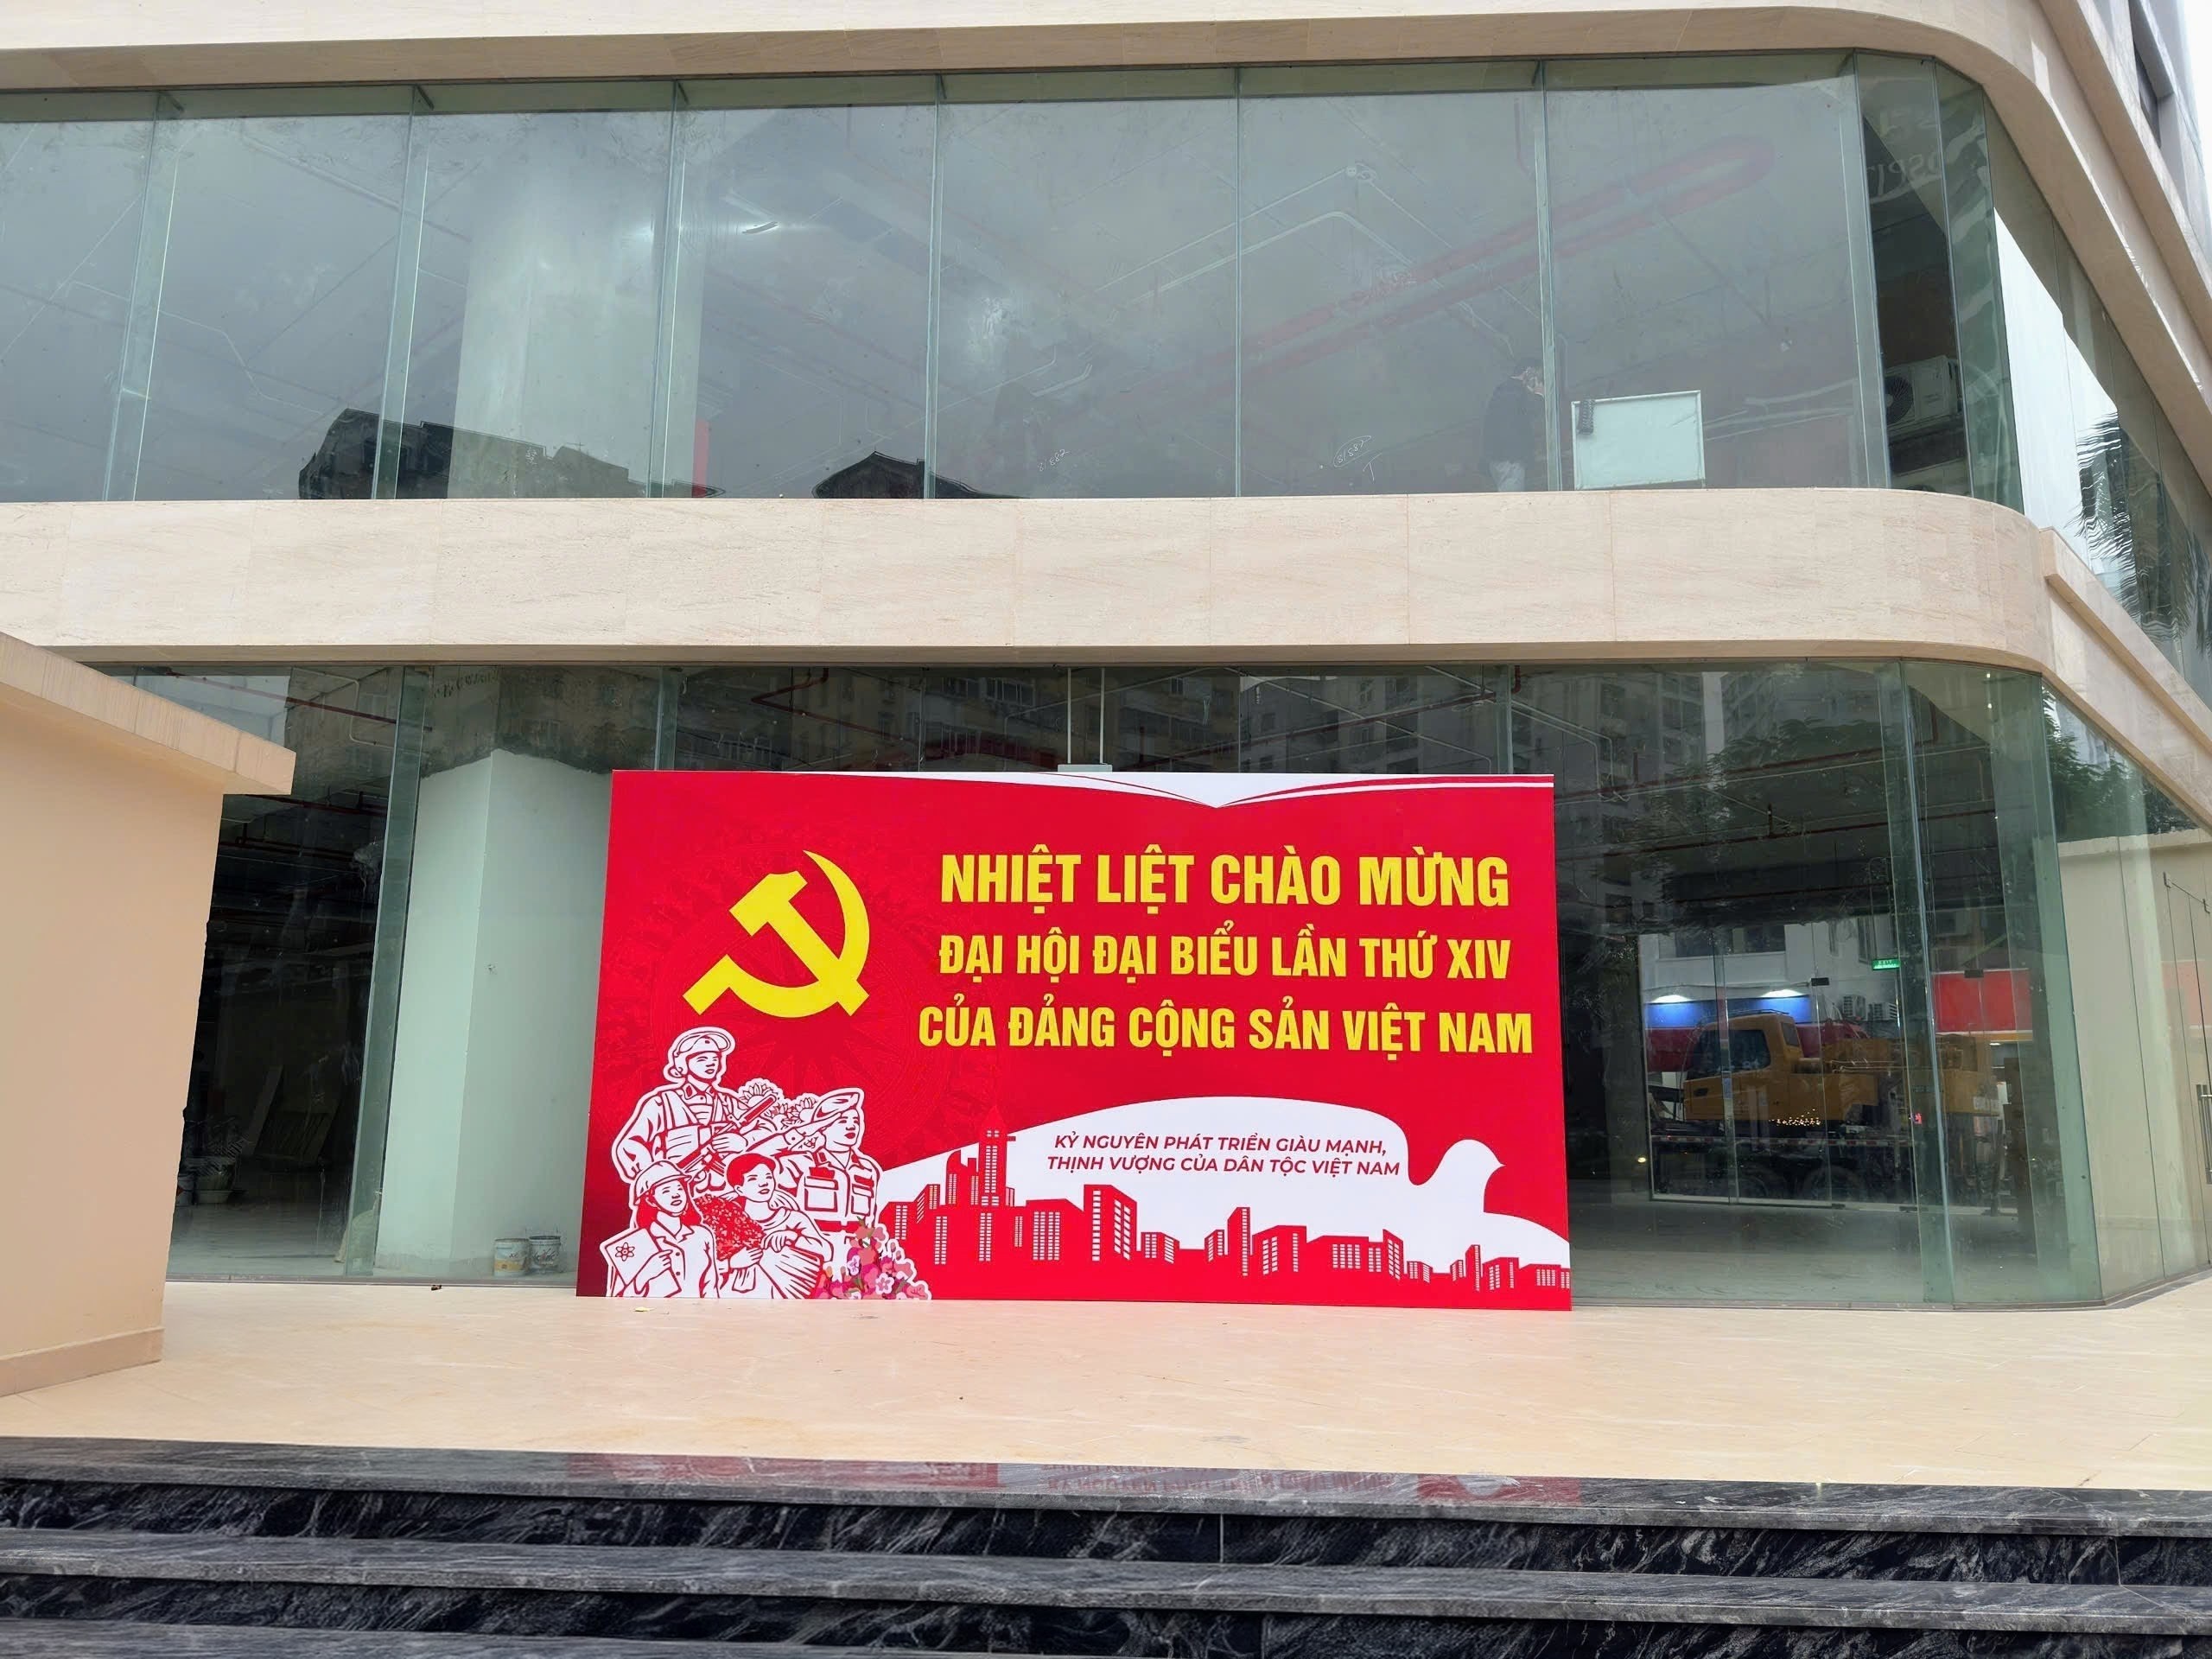 NHIỆT LIỆT CHÀO MỪNG
ĐẠI HỘI ĐẠI BIỂU LẦN THỨ XIV
CỦA ĐẢNG CỘNG SẢN VIỆT NAM
KỶ NGUYÊN PHÁT TRIỂN GIÀU MẠNH,
THỊNH VƯỢNG CỦA DÂN TỘC VIỆT NAM